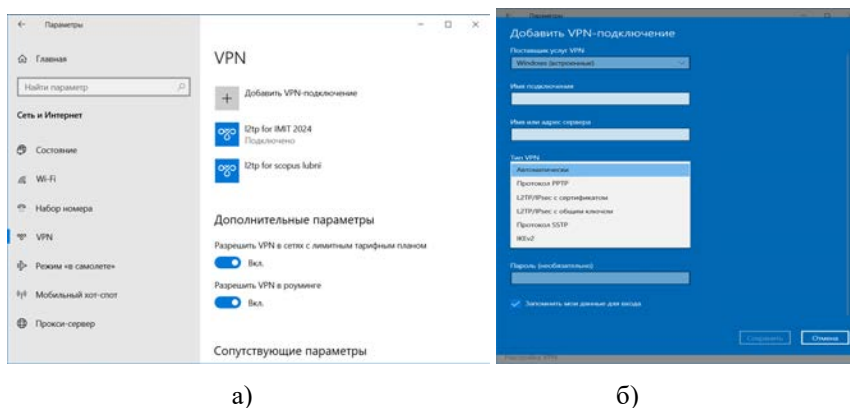 Параметры
Главная
Найти параметр
Сеть и Интернет
Состояние
Wi-Fi
Набор номера
VPN
Режим «в самолете»
Мобильный хот-спот
Прокси-сервер
VPN
Добавить VPN-подключение
l2tp for IMIT 2024
Подключено
l2tp for scopus lubni
Дополнительные параметры
Разрешить VPN в сетях с лимитным тарифным планом
Вкл.
Разрешить VPN в роуминге
Вкл.
Сопутствующие параметры
а)
Параметры
Добавить VPN-подключение
Поставщик услуг VPN
Windows (встроенные)
Имя подключения
Имя или адрес сервера
Тип VPN
Автоматически
Протокол PPTP
L2TP/IPsec с сертификатом
L2TP/IPsec с общим ключом
Протокол SSTP
IKEv2
Пароль (необязательно)
Запомнить мои данные для входа
Сохранить
Отмена
Настройка VPN
б)